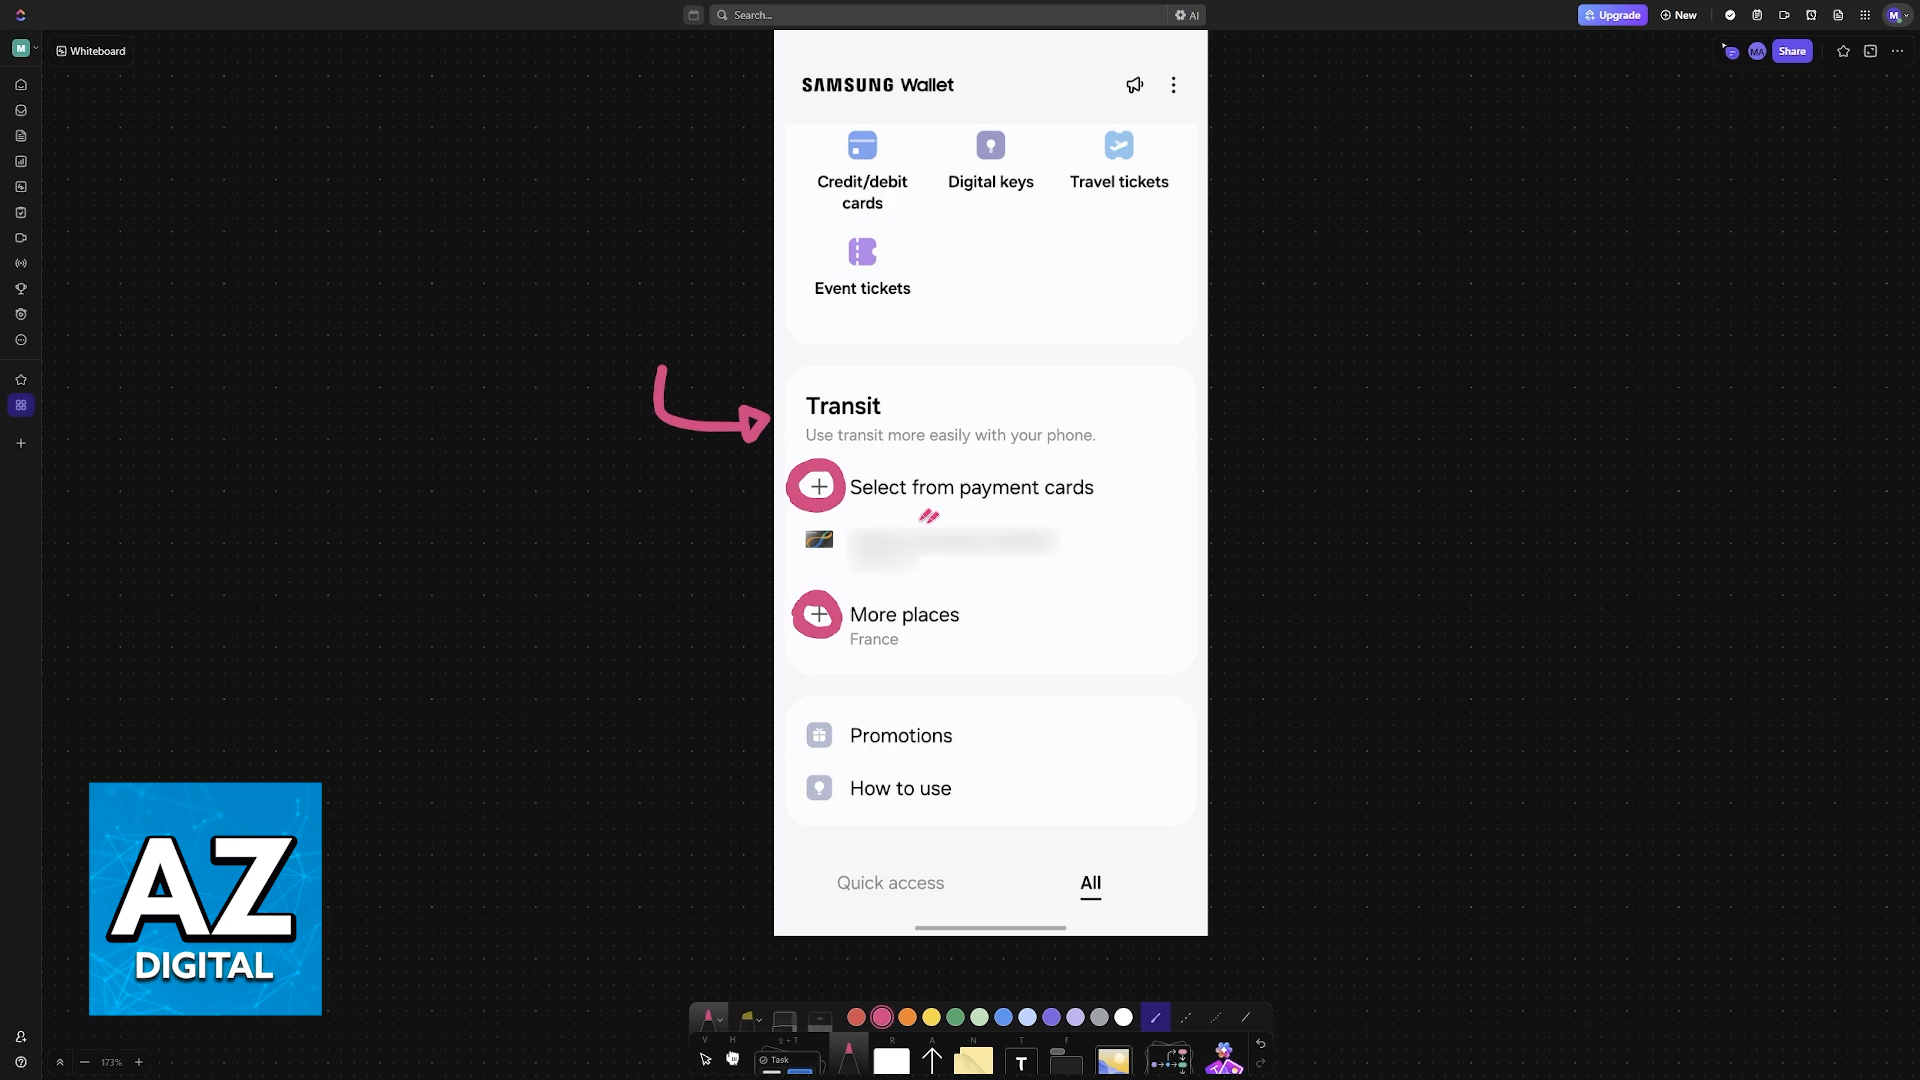 Search...
AI
Upgrade
New
M
M
Whiteboard
MA
Share
SAMSUNG Wallet
Credit/debit
cards
Digital keys
Travel tickets
Event tickets
Transit
Use transit more easily with your phone.
Select from payment cards
More places
France
Promotions
How to use
Quick access
All
AZ
DIGITAL
V
H
⇧ + T
R
A
N
T
F
Task
T
173%